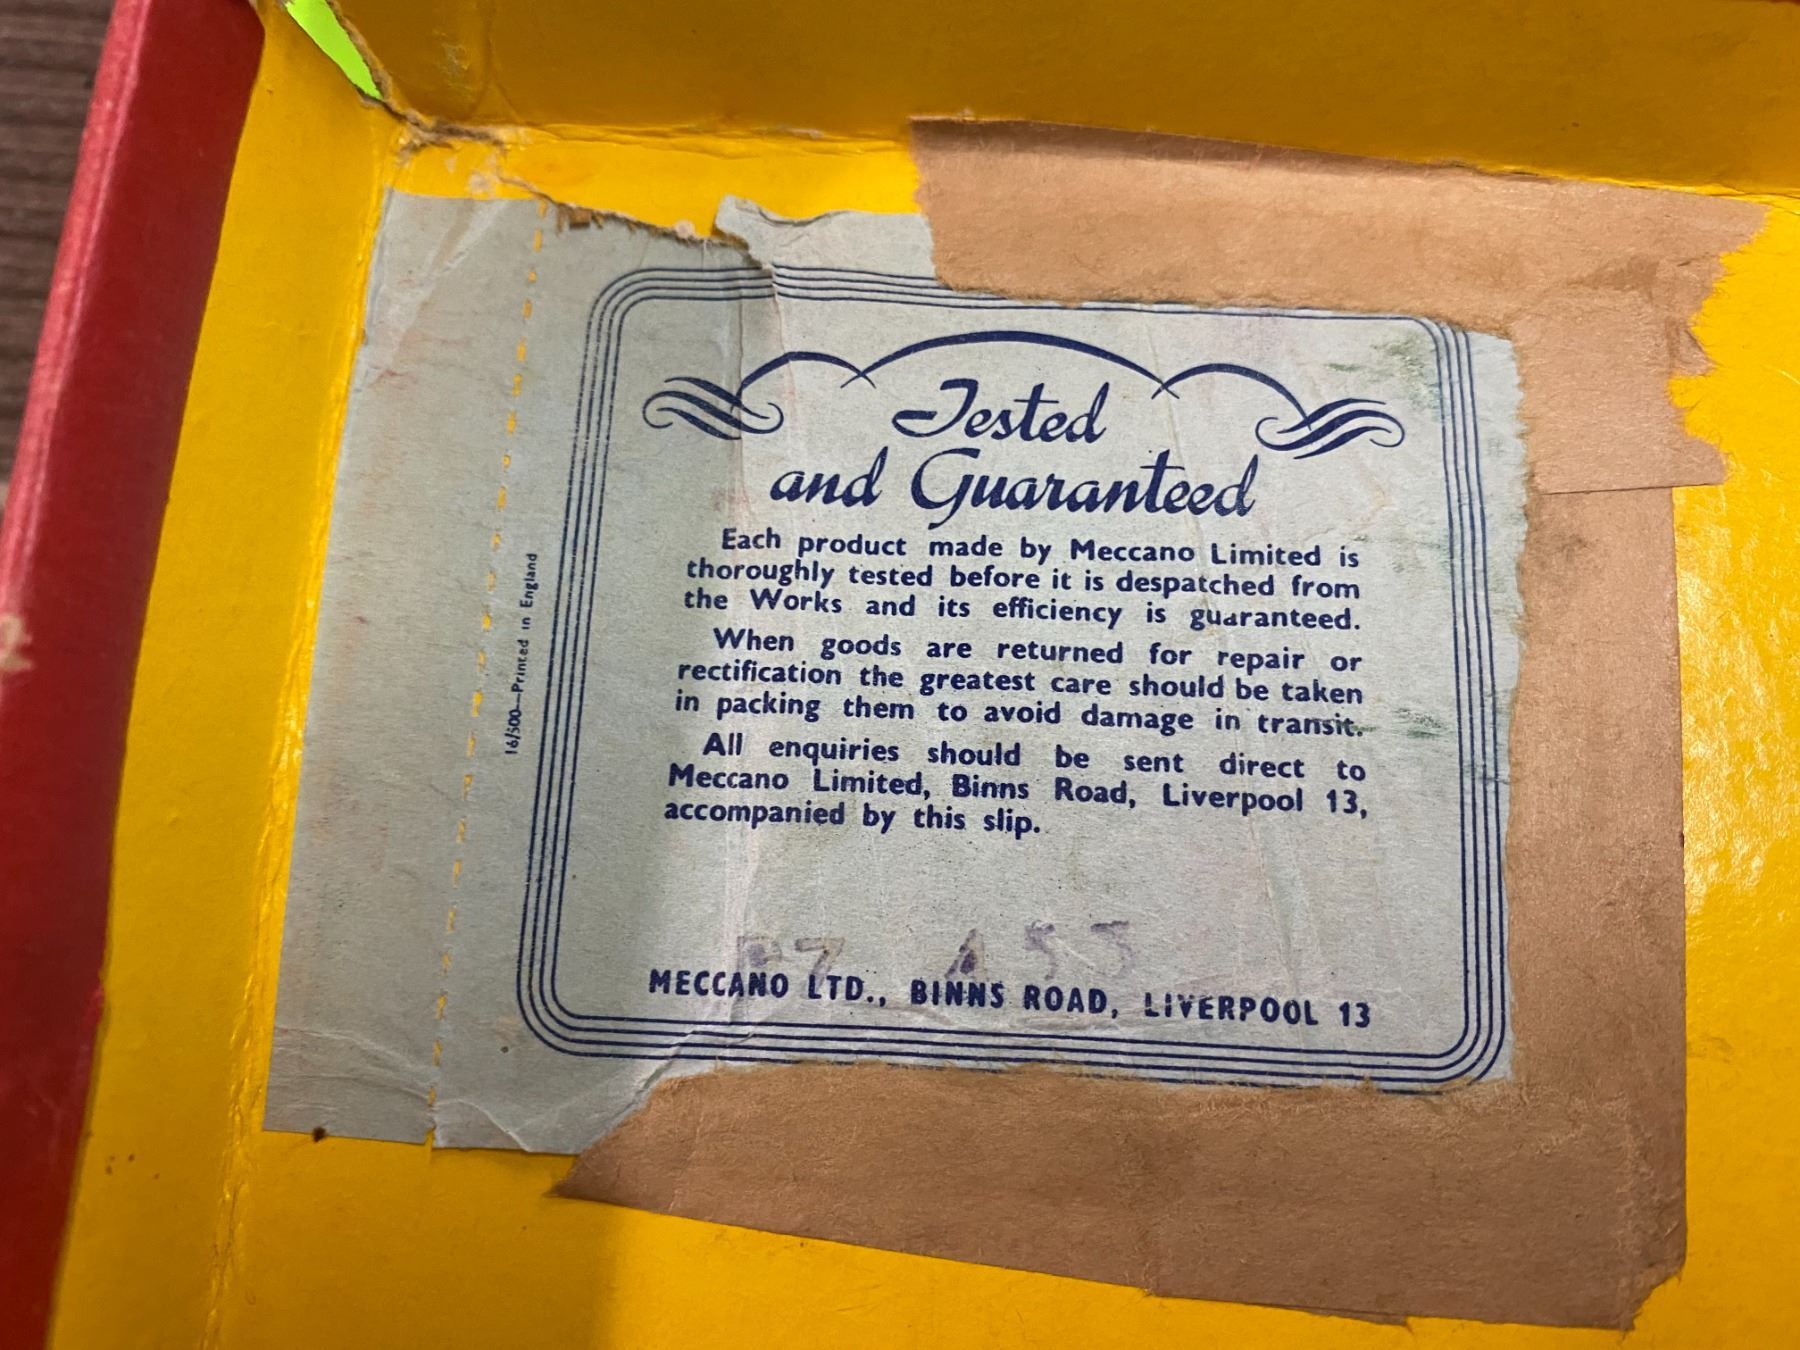 Tested
and Guaranteed
Each product made by Meccano Limited is
thoroughly tested before it is despatched from
the Works and its efficiency is guaranteed.
When goods are returned for repair or
rectification the greatest care should be taken
in packing them to avoid damage in transit.
All enquiries should be sent direct to
Meccano Limited, Binns Road, Liverpool 13,
accompanied by this slip.
MECCANO LTD., BINNS ROAD, LIVERPOOL 13
16/500—Printed in England